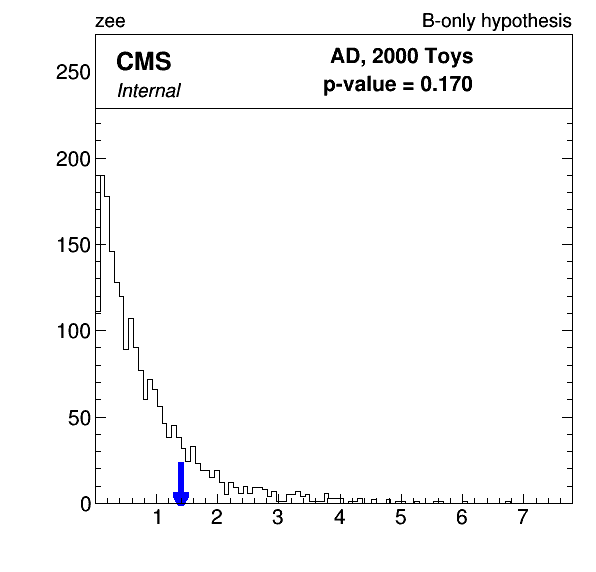 zee B-only hypothesis
CMS AD, 2000 Toys
Internal p-value = 0.170
250
200
150
100
50
0
1 2 3 4 5 6 7